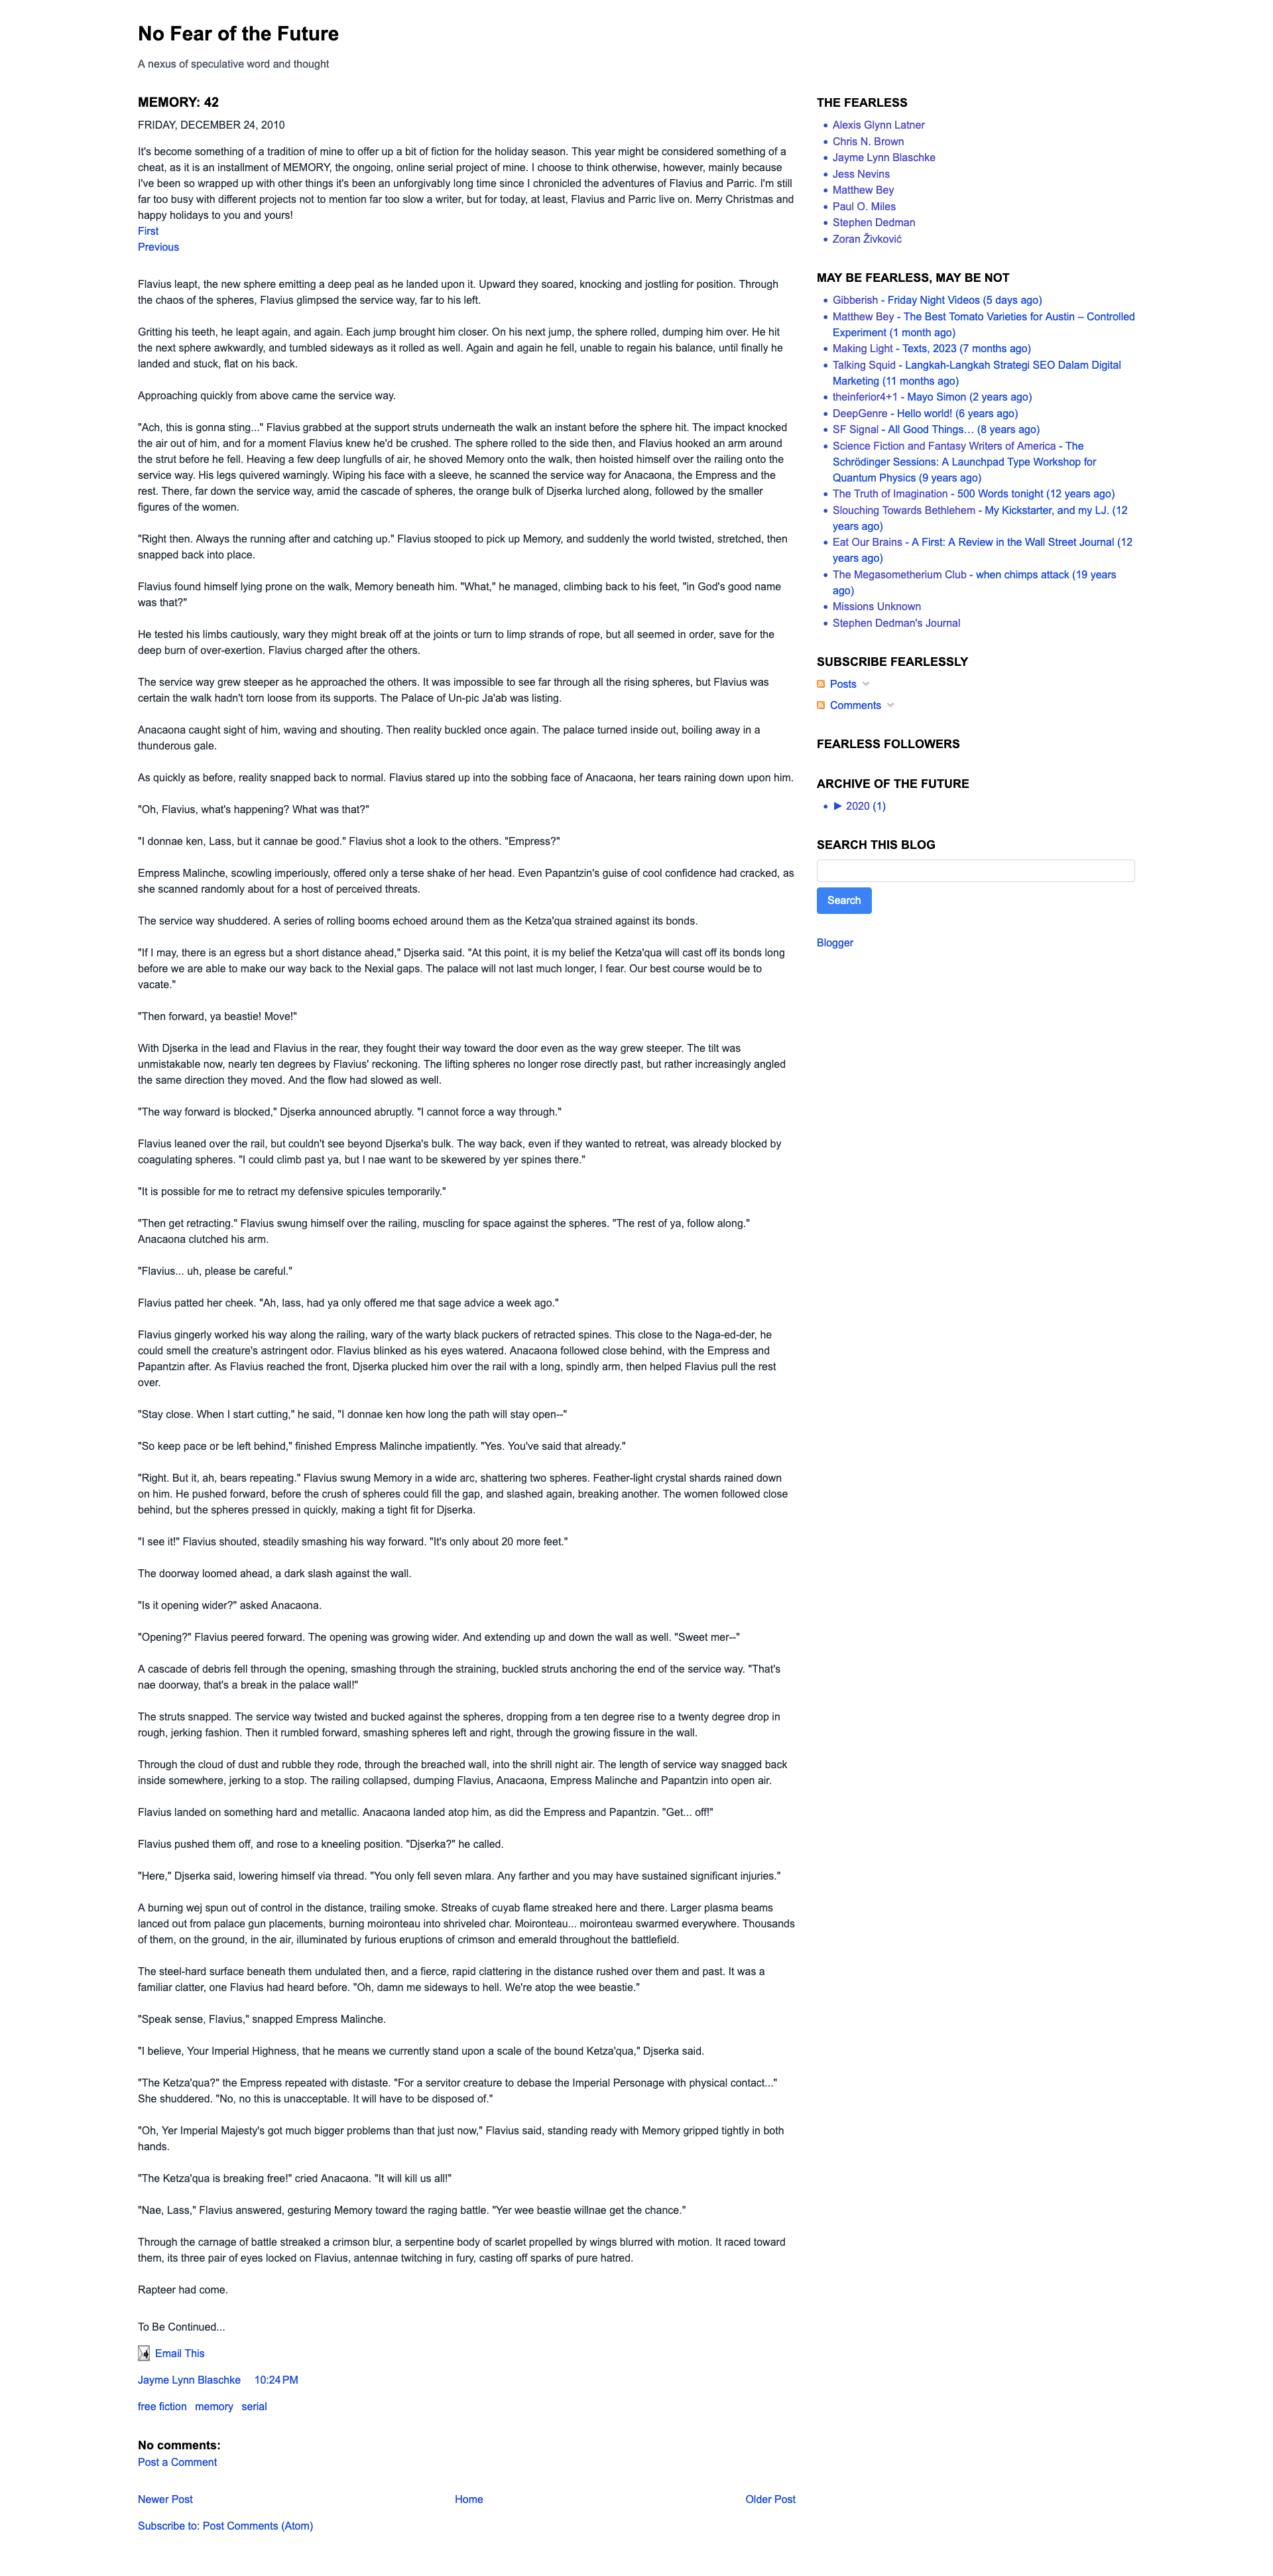 No Fear of the Future
A nexus of speculative word and thought
MEMORY: 42
FRIDAY, DECEMBER 24, 2010
It's become something of a tradition of mine to offer up a bit of fiction for the holiday season. This year might be considered something of a
cheat, as it is an installment of MEMORY, the ongoing, online serial project of mine. I choose to think otherwise, however, mainly because
I've been so wrapped up with other things it's been an unforgivably long time since I chronicled the adventures of Flavius and Parric. I'm still
far too busy with different projects not to mention far too slow a writer, but for today, at least, Flavius and Parric live on. Merry Christmas and
happy holidays to you and yours!
First
Previous
Flavius leapt, the new sphere emitting a deep peal as he landed upon it. Upward they soared, knocking and jostling for position. Through
the chaos of the spheres, Flavius glimpsed the service way, far to his left.
Gritting his teeth, he leapt again, and again. Each jump brought him closer. On his next jump, the sphere rolled, dumping him over. He hit
the next sphere awkwardly, and tumbled sideways as it rolled as well. Again and again he fell, unable to regain his balance, until finally he
landed and stuck, flat on his back.
Approaching quickly from above came the service way.
"Ach, this is gonna sting..." Flavius grabbed at the support struts underneath the walk an instant before the sphere hit. The impact knocked
the air out of him, and for a moment Flavius knew he'd be crushed. The sphere rolled to the side then, and Flavius hooked an arm around
the strut before he fell. Heaving a few deep lungfulls of air, he shoved Memory onto the walk, then hoisted himself over the railing onto the
service way. His legs quivered warningly. Wiping his face with a sleeve, he scanned the service way for Anacaona, the Empress and the
rest. There, far down the service way, amid the cascade of spheres, the orange bulk of Djserka lurched along, followed by the smaller
figures of the women.
"Right then. Always the running after and catching up." Flavius stooped to pick up Memory, and suddenly the world twisted, stretched, then
snapped back into place.
Flavius found himself lying prone on the walk, Memory beneath him. "What," he managed, climbing back to his feet, "in God's good name
was that?"
He tested his limbs cautiously, wary they might break off at the joints or turn to limp strands of rope, but all seemed in order, save for the
deep burn of over-exertion. Flavius charged after the others.
The service way grew steeper as he approached the others. It was impossible to see far through all the rising spheres, but Flavius was
certain the walk hadn't torn loose from its supports. The Palace of Un-pic Ja'ab was listing.
Anacaona caught sight of him, waving and shouting. Then reality buckled once again. The palace turned inside out, boiling away in a
thunderous gale.
As quickly as before, reality snapped back to normal. Flavius stared up into the sobbing face of Anacaona, her tears raining down upon him.
"Oh, Flavius, what's happening? What was that?"
"I donnae ken, Lass, but it cannae be good." Flavius shot a look to the others. "Empress?"
Empress Malinche, scowling imperiously, offered only a terse shake of her head. Even Papantzin's guise of cool confidence had cracked, as
she scanned randomly about for a host of perceived threats.
The service way shuddered. A series of rolling booms echoed around them as the Ketza'qua strained against its bonds.
"If I may, there is an egress but a short distance ahead," Djserka said. "At this point, it is my belief the Ketza'qua will cast off its bonds long
before we are able to make our way back to the Nexial gaps. The palace will not last much longer, I fear. Our best course would be to
vacate."
"Then forward, ya beastie! Move!"
With Djserka in the lead and Flavius in the rear, they fought their way toward the door even as the way grew steeper. The tilt was
unmistakable now, nearly ten degrees by Flavius' reckoning. The lifting spheres no longer rose directly past, but rather increasingly angled
the same direction they moved. And the flow had slowed as well.
"The way forward is blocked," Djserka announced abruptly. "I cannot force a way through."
Flavius leaned over the rail, but couldn't see beyond Djserka's bulk. The way back, even if they wanted to retreat, was already blocked by
coagulating spheres. "I could climb past ya, but I nae want to be skewered by yer spines there."
"It is possible for me to retract my defensive spicules temporarily."
"Then get retracting." Flavius swung himself over the railing, muscling for space against the spheres. "The rest of ya, follow along."
Anacaona clutched his arm.
"Flavius... uh, please be careful."
Flavius patted her cheek. "Ah, lass, had ya only offered me that sage advice a week ago."
Flavius gingerly worked his way along the railing, wary of the warty black puckers of retracted spines. This close to the Naga-ed-der, he
could smell the creature's astringent odor. Flavius blinked as his eyes watered. Anacaona followed close behind, with the Empress and
Papantzin after. As Flavius reached the front, Djserka plucked him over the rail with a long, spindly arm, then helped Flavius pull the rest
over.
"Stay close. When I start cutting," he said, "I donnae ken how long the path will stay open--"
"So keep pace or be left behind," finished Empress Malinche impatiently. "Yes. You've said that already."
"Right. But it, ah, bears repeating." Flavius swung Memory in a wide arc, shattering two spheres. Feather-light crystal shards rained down
on him. He pushed forward, before the crush of spheres could fill the gap, and slashed again, breaking another. The women followed close
behind, but the spheres pressed in quickly, making a tight fit for Djserka.
"I see it!" Flavius shouted, steadily smashing his way forward. "It's only about 20 more feet."
The doorway loomed ahead, a dark slash against the wall.
"Is it opening wider?" asked Anacaona.
"Opening?" Flavius peered forward. The opening was growing wider. And extending up and down the wall as well. "Sweet mer--"
A cascade of debris fell through the opening, smashing through the straining, buckled struts anchoring the end of the service way. "That's
nae doorway, that's a break in the palace wall!"
The struts snapped. The service way twisted and bucked against the spheres, dropping from a ten degree rise to a twenty degree drop in
rough, jerking fashion. Then it rumbled forward, smashing spheres left and right, through the growing fissure in the wall.
Through the cloud of dust and rubble they rode, through the breached wall, into the shrill night air. The length of service way snagged back
inside somewhere, jerking to a stop. The railing collapsed, dumping Flavius, Anacaona, Empress Malinche and Papantzin into open air.
Flavius landed on something hard and metallic. Anacaona landed atop him, as did the Empress and Papantzin. "Get... off!"
Flavius pushed them off, and rose to a kneeling position. "Djserka?" he called.
"Here," Djserka said, lowering himself via thread. "You only fell seven mlara. Any farther and you may have sustained significant injuries."
A burning wej spun out of control in the distance, trailing smoke. Streaks of cuyab flame streaked here and there. Larger plasma beams
lanced out from palace gun placements, burning moironteau into shriveled char. Moironteau... moironteau swarmed everywhere. Thousands
of them, on the ground, in the air, illuminated by furious eruptions of crimson and emerald throughout the battlefield.
The steel-hard surface beneath them undulated then, and a fierce, rapid clattering in the distance rushed over them and past. It was a
familiar clatter, one Flavius had heard before. "Oh, damn me sideways to hell. We're atop the wee beastie."
"Speak sense, Flavius," snapped Empress Malinche.
"I believe, Your Imperial Highness, that he means we currently stand upon a scale of the bound Ketza'qua," Djserka said.
"The Ketza'qua?" the Empress repeated with distaste. "For a servitor creature to debase the Imperial Personage with physical contact..."
She shuddered. "No, no this is unacceptable. It will have to be disposed of."
"Oh, Yer Imperial Majesty's got much bigger problems than that just now," Flavius said, standing ready with Memory gripped tightly in both
hands.
"The Ketza'qua is breaking free!" cried Anacaona. "It will kill us all!"
"Nae, Lass," Flavius answered, gesturing Memory toward the raging battle. "Yer wee beastie willnae get the chance."
Through the carnage of battle streaked a crimson blur, a serpentine body of scarlet propelled by wings blurred with motion. It raced toward
them, its three pair of eyes locked on Flavius, antennae twitching in fury, casting off sparks of pure hatred.
Rapteer had come.
To Be Continued...
Email This
Jayme Lynn Blaschke 10:24 PM
free fiction memory serial
No comments:
Post a Comment
Newer Post Home Older Post
Subscribe to: Post Comments (Atom)
THE FEARLESS
Alexis Glynn Latner
Chris N. Brown
Jayme Lynn Blaschke
Jess Nevins
Matthew Bey
Paul O. Miles
Stephen Dedman
Zoran Živković
MAY BE FEARLESS, MAY BE NOT
Gibberish - Friday Night Videos (5 days ago)
Matthew Bey - The Best Tomato Varieties for Austin – Controlled
Experiment (1 month ago)
Making Light - Texts, 2023 (7 months ago)
Talking Squid - Langkah-Langkah Strategi SEO Dalam Digital
Marketing (11 months ago)
theinferior4+1 - Mayo Simon (2 years ago)
DeepGenre - Hello world! (6 years ago)
SF Signal - All Good Things… (8 years ago)
Science Fiction and Fantasy Writers of America - The
Schrödinger Sessions: A Launchpad Type Workshop for
Quantum Physics (9 years ago)
The Truth of Imagination - 500 Words tonight (12 years ago)
Slouching Towards Bethlehem - My Kickstarter, and my LJ. (12
years ago)
Eat Our Brains - A First: A Review in the Wall Street Journal (12
years ago)
The Megasometherium Club - when chimps attack (19 years
ago)
Missions Unknown
Stephen Dedman's Journal
SUBSCRIBE FEARLESSLY
Posts
Comments
FEARLESS FOLLOWERS
ARCHIVE OF THE FUTURE
► 2020 (1)
SEARCH THIS BLOG
Search
Blogger